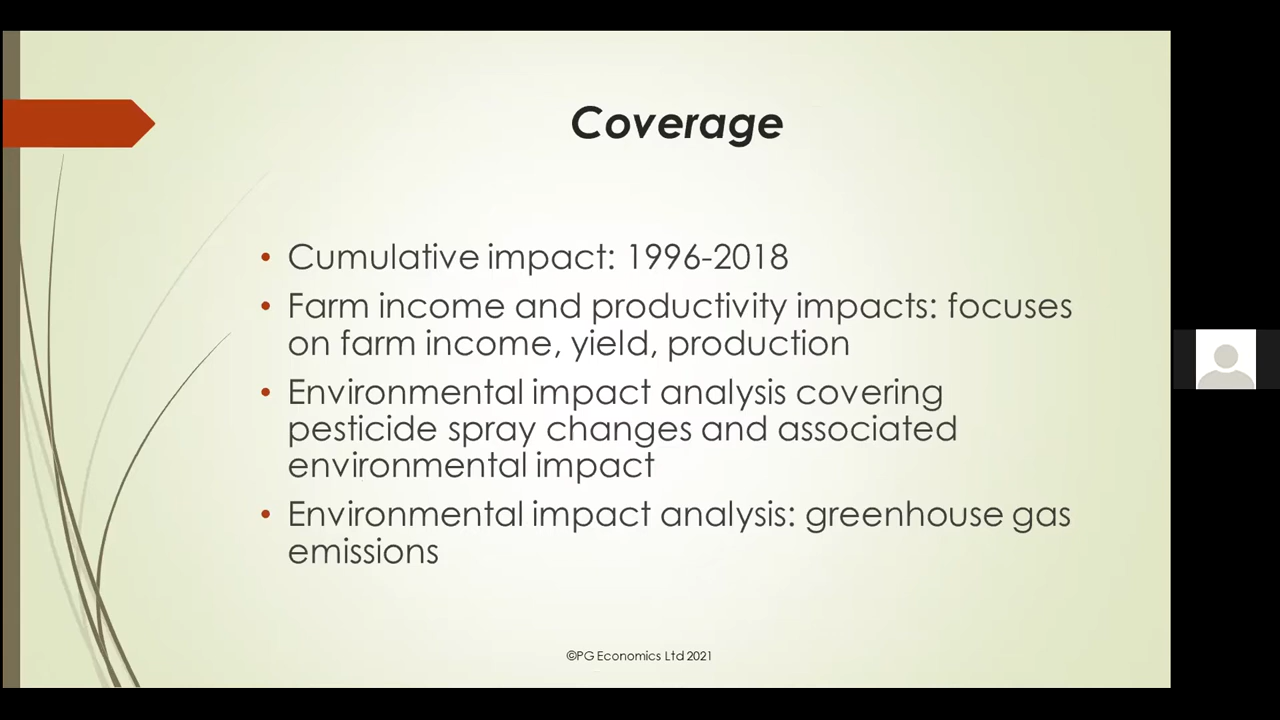 Coverage
• Cumulative impact: 1996-2018
• Farm income and productivity impacts: focuses
on farm income, yield, production
• Environmental impact analysis covering
pesticide spray changes and associated
environmental impact
• Environmental impact analysis: greenhouse gas
emissions
©PG Economics Ltd 2021